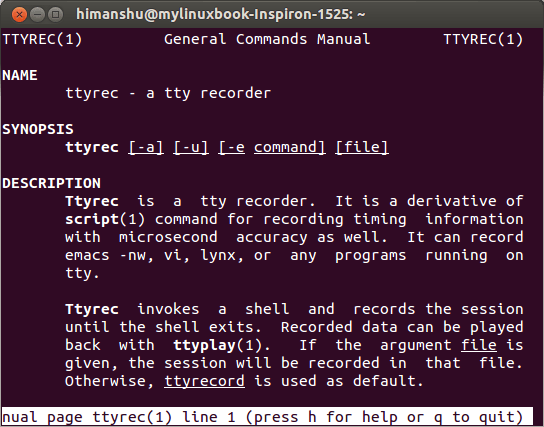 himanshu@mylinuxbook-Inspiron-1525: ~
TTYREC(1) General Commands Manual TTYREC(1)
NAME
ttyrec - a tty recorder
SYNOPSIS
ttyrec [-a] [-u] [-e command] [file]
DESCRIPTION
Ttyrec is a tty recorder. It is a derivative of
script(1) command for recording timing information
with microsecond accuracy as well. It can record
emacs -nw, vi, lynx, or any programs running on
tty.
Ttyrec invokes a shell and records the session
until the shell exits. Recorded data can be played
back with ttyplay(1). If the argument file is
given, the session will be recorded in that file.
Otherwise, ttyrecord is used as default.
nual page ttyrec(1) line 1 (press h for help or q to quit)